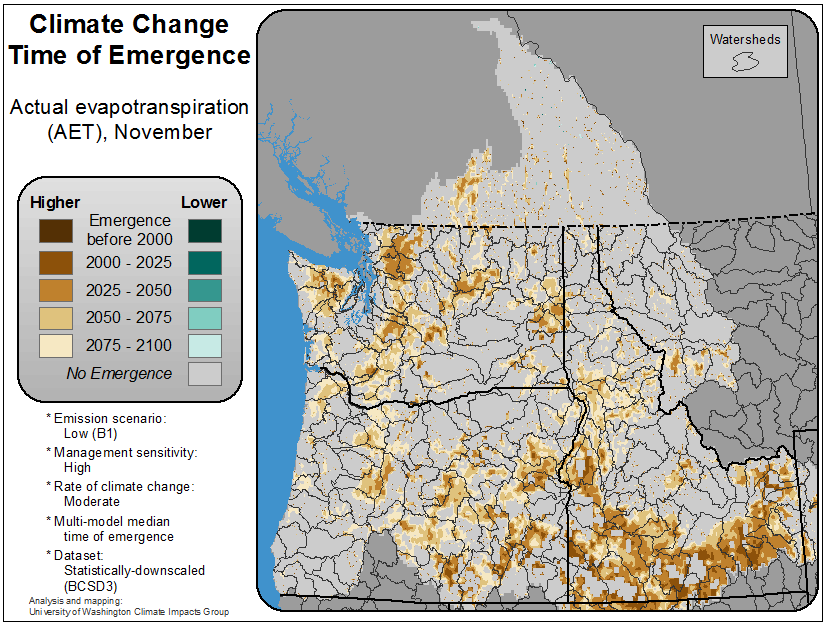 Climate Change
Time of Emergence
Actual evapotranspiration
(AET), November
Higher
Lower
Emergence
before 2000
2000 - 2025
2025 - 2050
2050 - 2075
2075 - 2100
No Emergence
* Emission scenario:
Low (B1)
* Management sensitivity:
High
* Rate of climate change:
Moderate
* Multi-model median
time of emergence
* Dataset:
Statistically-downscaled
(BCSD3)
Analysis and mapping:
University of Washington Climate Impacts Group
Watersheds